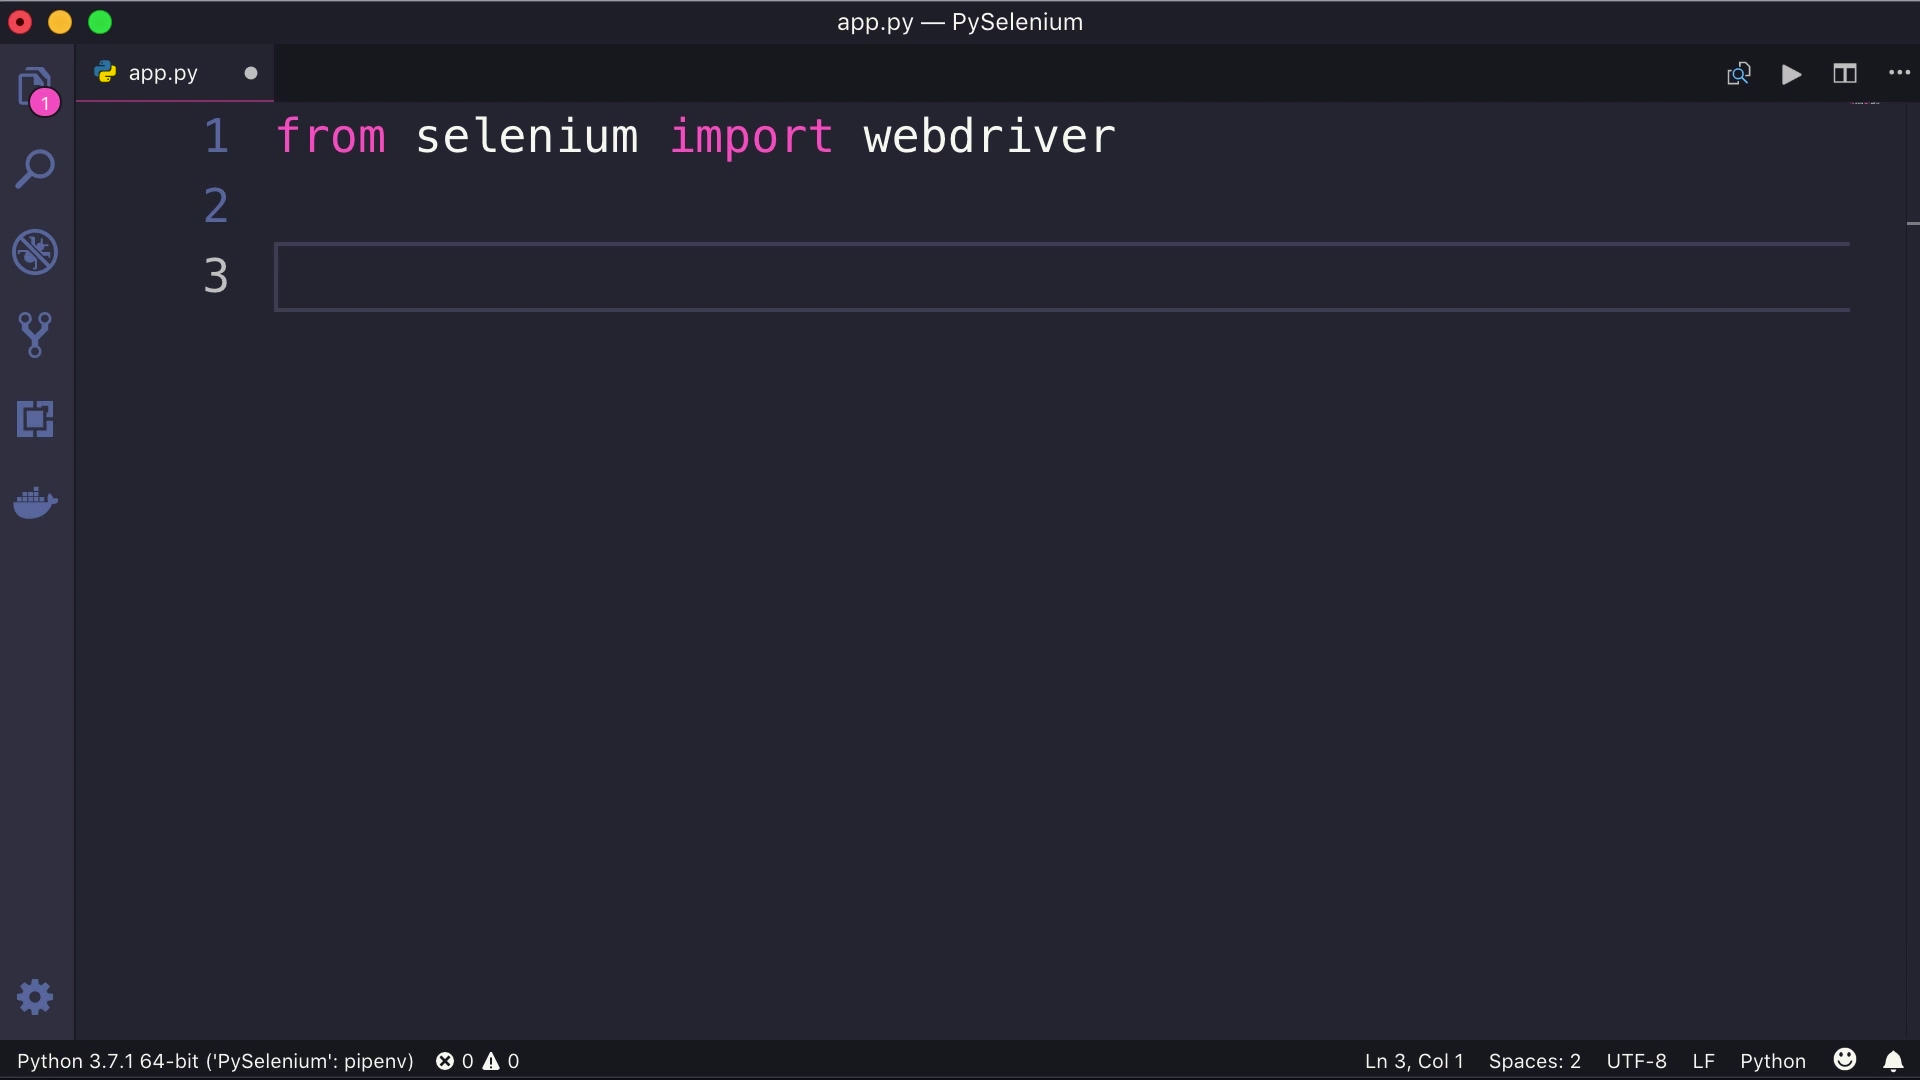 app.py — PySelenium
app.py
1
1 from selenium import webdriver
2
3
Python 3.7.1 64-bit ('PySelenium': pipenv) 0 0 Ln 3, Col 1 Spaces: 2 UTF-8 LF Python